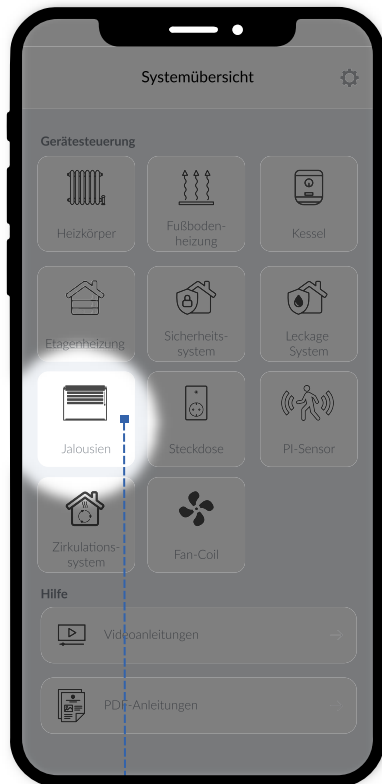 Systemübersicht
Gerätesteuerung
Heizkörper
Fußboden-
heizung
Kessel
Etagenheizung
Sicherheits-
system
Leckage
System
Jalousien
Steckdose
PI-Sensor
Zirkulations-
system
Fan-Coil
Hilfe
Videoanleitungen
PDF-Anleitungen